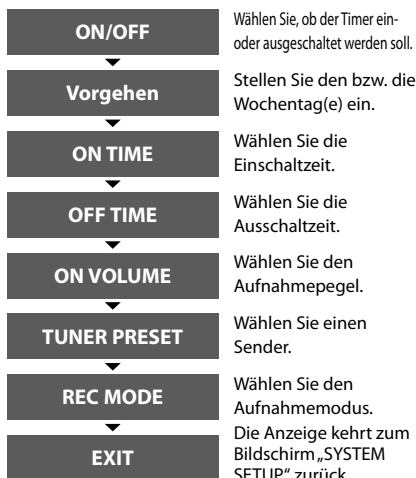 ON/OFF
Wählen Sie, ob der Timer ein-
oder ausgeschaltet werden soll.
Vorgehen
Stellen Sie den bzw. die
Wochentag(e) ein.
ON TIME
Wählen Sie die
Einschaltzeit.
OFF TIME
Wählen Sie die
Ausschaltzeit.
ON VOLUME
Wählen Sie den
Aufnahmepegel.
TUNER PRESET
Wählen Sie einen
Sender.
REC MODE
Wählen Sie den
Aufnahmemodus.
EXIT
Die Anzeige kehrt zum
Bildschirm „SYSTEM
SETUP“ zurück